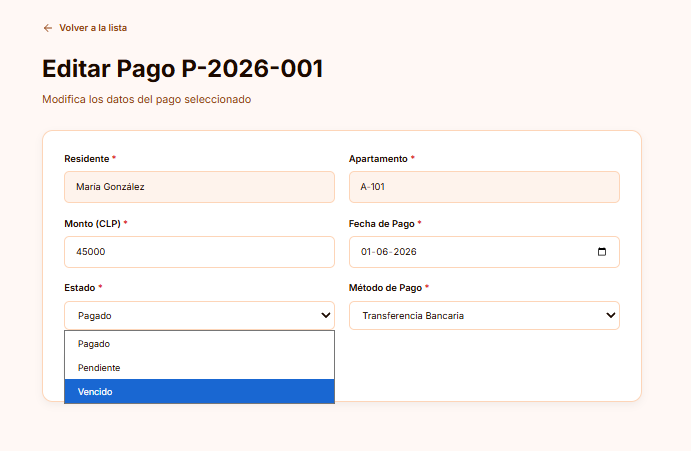 ← Volver a la lista
Editar Pago P-2026-001
Modifica los datos del pago seleccionado
Residente * Apartamento *
María González A-101
Monto (CLP) * Fecha de Pago *
45000 01-06-2026
Estado * Método de Pago *
Pagado Transferencia Bancaria
Pagado
Pendiente
Vencido